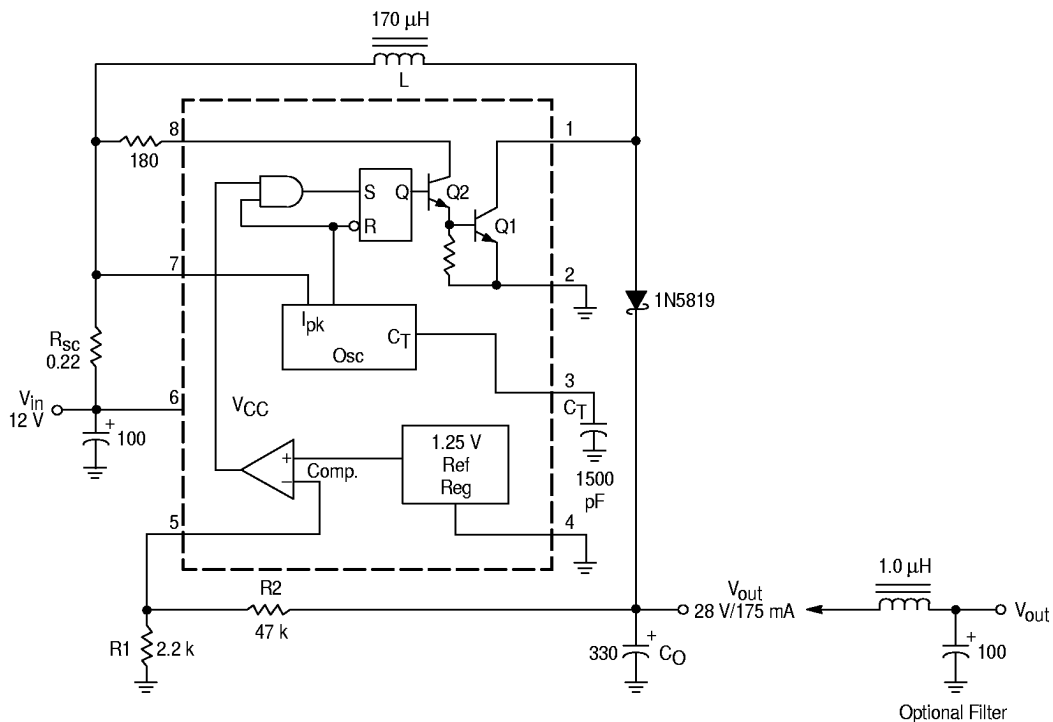 170 μH
L
8
1
180
S
Q
Q2
R
Q1
7
2
Ipk
CT
Osc
1N5819
Rsc
0.22
3
CT
Vin
12 V
6
VCC
100
1.25 V
Ref
Reg
+
Comp.
–
1500
pF
5
4
R2
47 k
R1
2.2 k
Vout
28 V/175 mA
1.0 μH
Vout
330
+
CO
+
100
+
Optional Filter